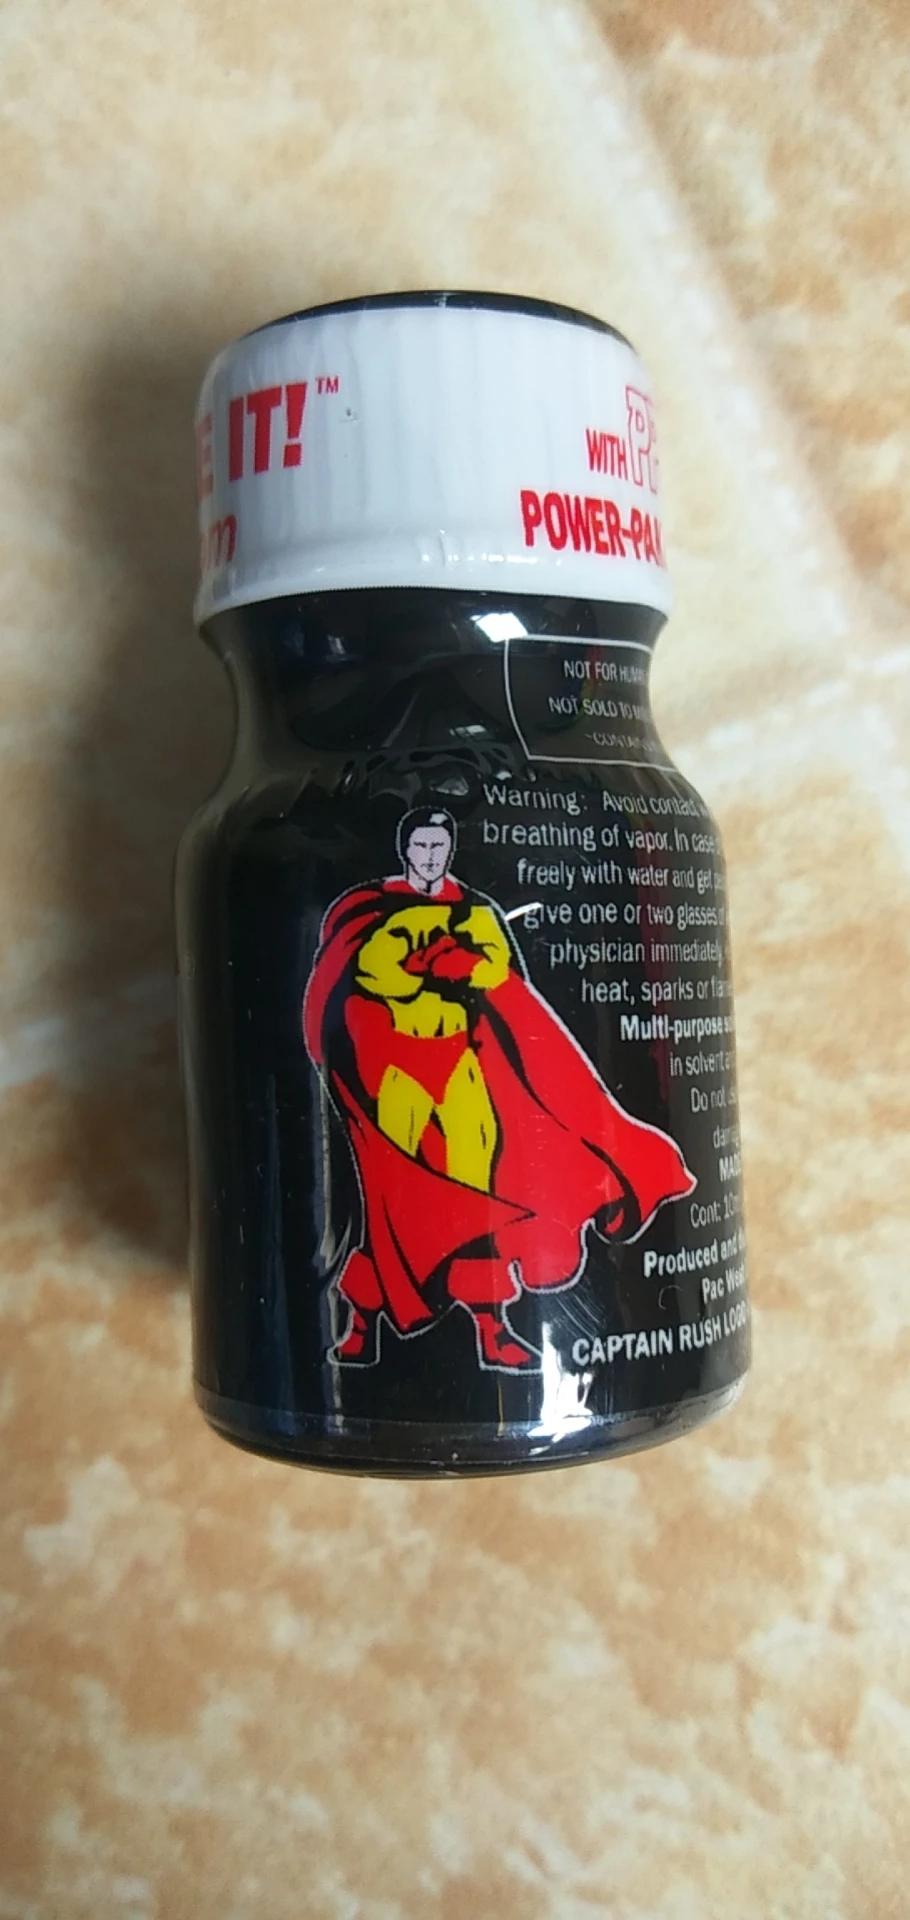 IT!™
WITH
POWER-PA
NOT FOR
NOT SOLD TO
Warning: Avoid contact,
breathing of vapor. In case
freely with water and get
give one or two glasses
physician immediately.
heat, sparks or
Multi-purpose
in solvent
Do not
Cont: 10
Produced and
Pac West
CAPTAIN RUSH LOGO